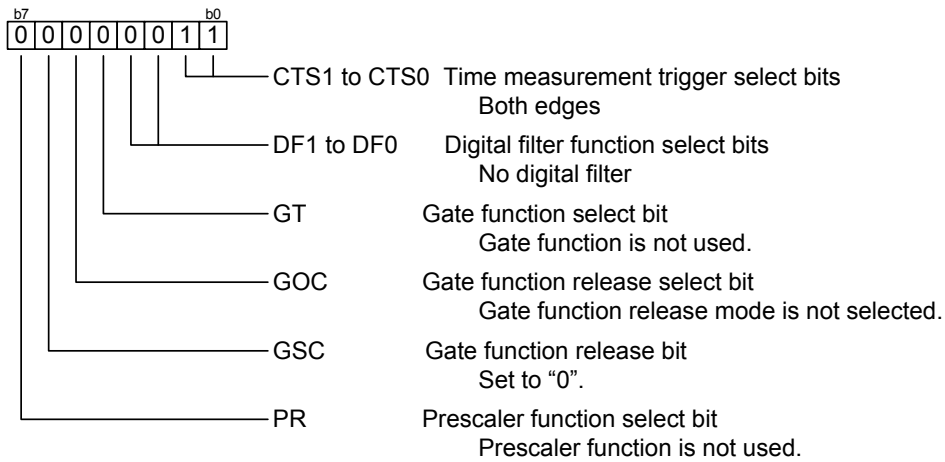 b7 b0
0 0 0 0 0 0 1 1
CTS1 to CTS0 Time measurement trigger select bits
Both edges
DF1 to DF0 Digital filter function select bits
No digital filter
GT Gate function select bit
Gate function is not used.
GOC Gate function release select bit
Gate function release mode is not selected.
GSC Gate function release bit
Set to “0”.
PR Prescaler function select bit
Prescaler function is not used.